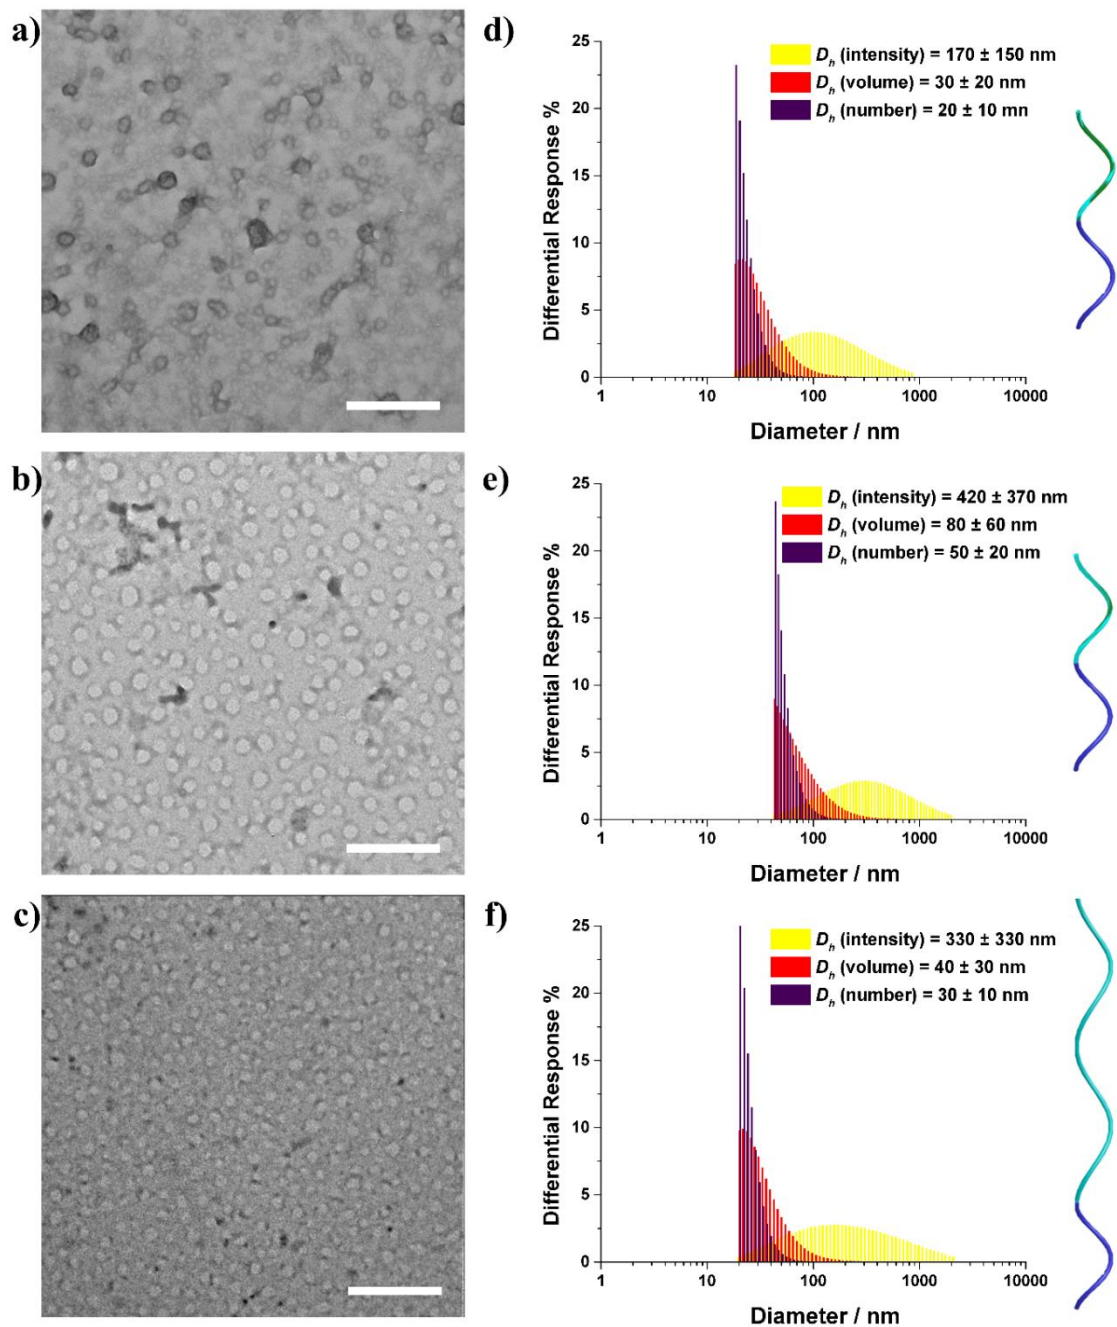 a)
d)
25
20
15
10
5
0
Differential Response %
D_h (intensity) = 170 ± 150 nm
D_h (volume) = 30 ± 20 nm
D_h (number) = 20 ± 10 mn
1 10 100 1000 10000
Diameter / nm
b)
e)
25
20
15
10
5
0
Differential Response %
D_h (intensity) = 420 ± 370 nm
D_h (volume) = 80 ± 60 nm
D_h (number) = 50 ± 20 nm
1 10 100 1000 10000
Diameter / nm
c)
f)
25
20
15
10
5
0
Differential Response %
D_h (intensity) = 330 ± 330 nm
D_h (volume) = 40 ± 30 nm
D_h (number) = 30 ± 10 nm
1 10 100 1000 10000
Diameter / nm